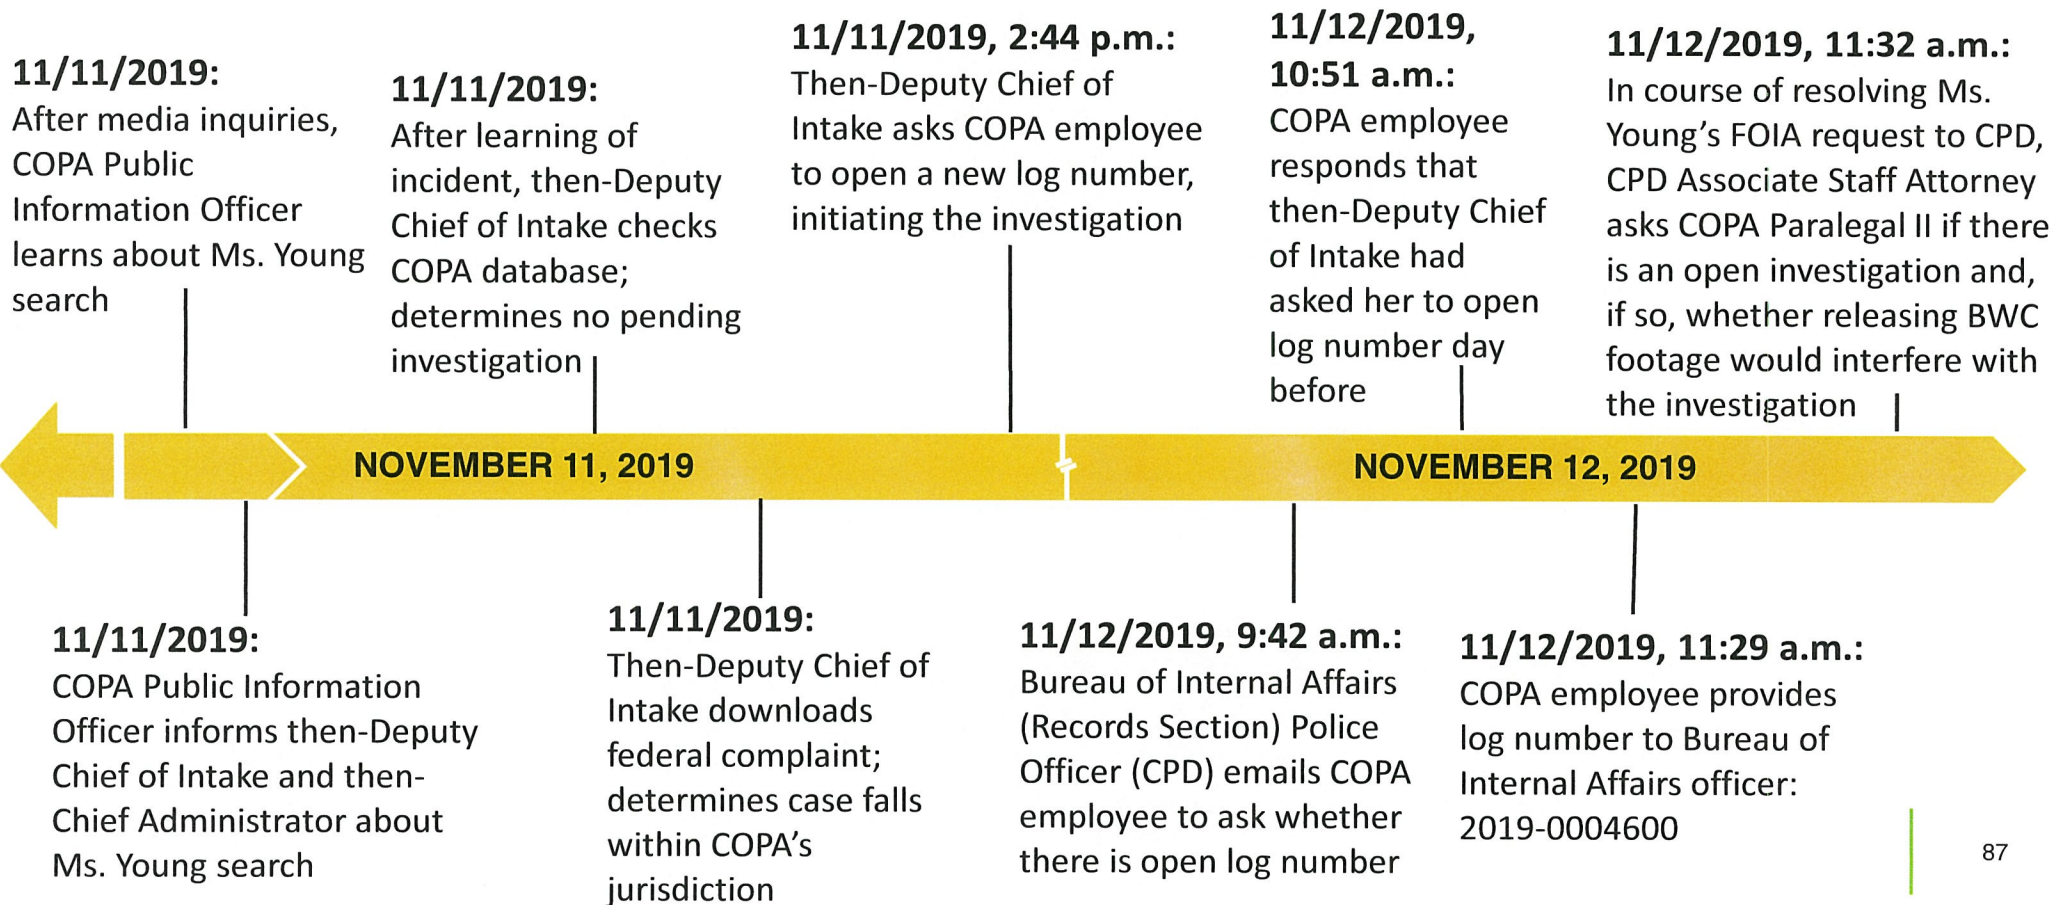 11/11/2019:
After media inquiries,
COPA Public
Information Officer
learns about Ms. Young
search
11/11/2019:
After learning of
incident, then-Deputy
Chief of Intake checks
COPA database;
determines no pending
investigation
11/11/2019, 2:44 p.m.:
Then-Deputy Chief of
Intake asks COPA employee
to open a new log number,
initiating the investigation
11/12/2019,
10:51 a.m.:
COPA employee
responds that
then-Deputy Chief
of Intake had
asked her to open
log number day
before
11/12/2019, 11:32 a.m.:
In course of resolving Ms.
Young’s FOIA request to CPD,
CPD Associate Staff Attorney
asks COPA Paralegal II if there
is an open investigation and,
if so, whether releasing BWC
footage would interfere with
the investigation
NOVEMBER 11, 2019
NOVEMBER 12, 2019
11/11/2019:
COPA Public Information
Officer informs then-Deputy
Chief of Intake and then-
Chief Administrator about
Ms. Young search
11/11/2019:
Then-Deputy Chief of
Intake downloads
federal complaint;
determines case falls
within COPA’s
jurisdiction
11/12/2019, 9:42 a.m.:
Bureau of Internal Affairs
(Records Section) Police
Officer (CPD) emails COPA
employee to ask whether
there is open log number
11/12/2019, 11:29 a.m.:
COPA employee provides
log number to Bureau of
Internal Affairs officer:
2019-0004600
87